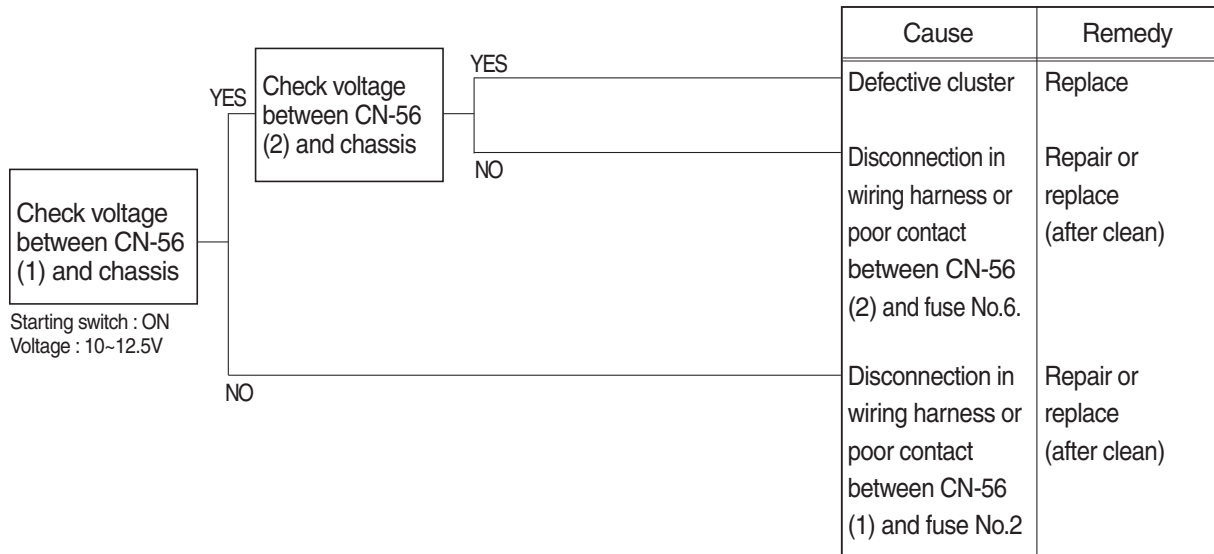 Cause
Remedy
YES
Check voltage
between CN-56
(2) and chassis
YES
NO
Check voltage
between CN-56
(1) and chassis
Starting switch : ON
Voltage : 10~12.5V
NO
Defective cluster
Replace
Disconnection in
wiring harness or
poor contact
between CN-56
(2) and fuse No.6.
Repair or
replace
(after clean)
Disconnection in
wiring harness or
poor contact
between CN-56
(1) and fuse No.2
Repair or
replace
(after clean)